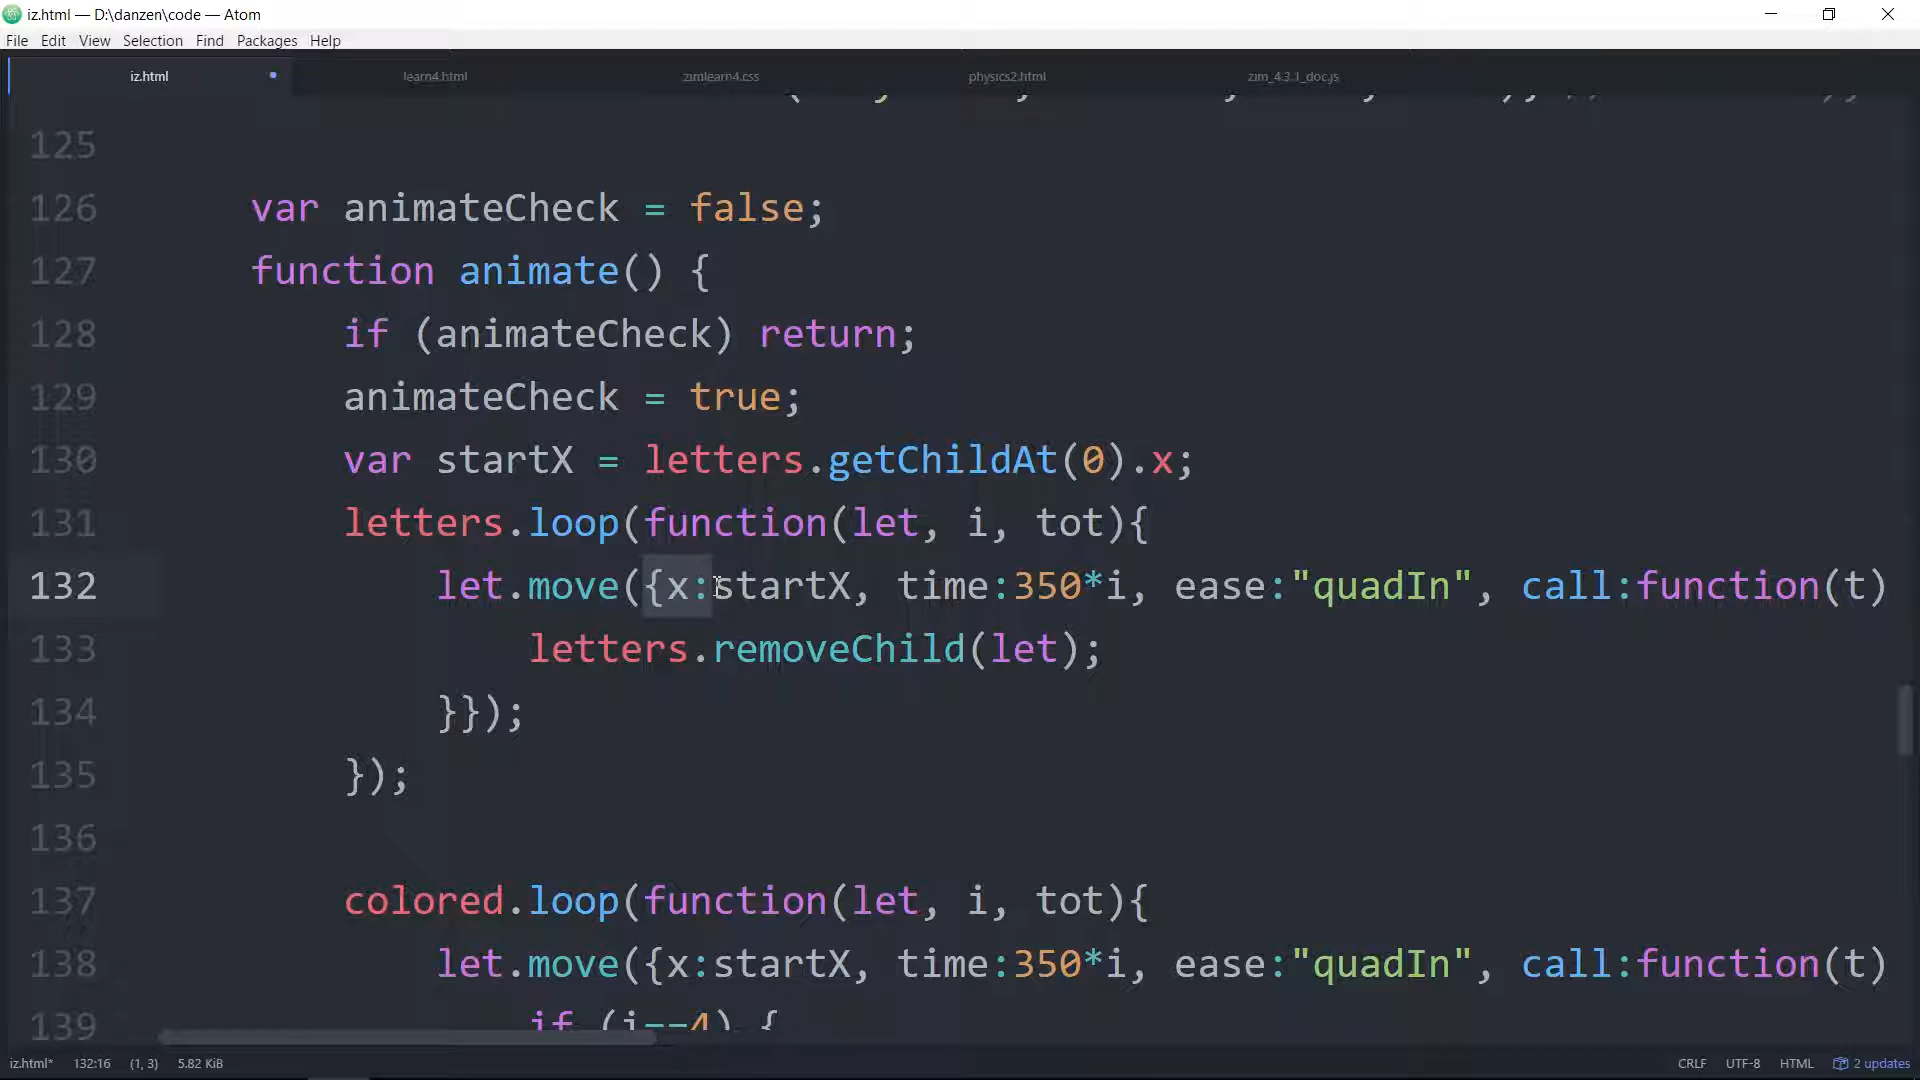 iz.html — D:\danzen\code — Atom
File Edit View Selection Find Packages Help
iz.html learn4.html zimlearn4.css physics2.html zim_4.3.1_doc.js
125
126 var animateCheck = false;
127 function animate() {
128 if (animateCheck) return;
129 animateCheck = true;
130 var startX = letters.getChildAt(0).x;
131 letters.loop(function(let, i, tot){
132 let.move({x:startX, time:350*i, ease:"quadIn", call:function(t)
133 letters.removeChild(let);
134 }});
135 });
136
137 colored.loop(function(let, i, tot){
138 let.move({x:startX, time:350*i, ease:"quadIn", call:function(t)
139 if (i==4) {
iz.html* 132:16 (1, 3) 5.82 KiB CRLF UTF-8 HTML 2 updates